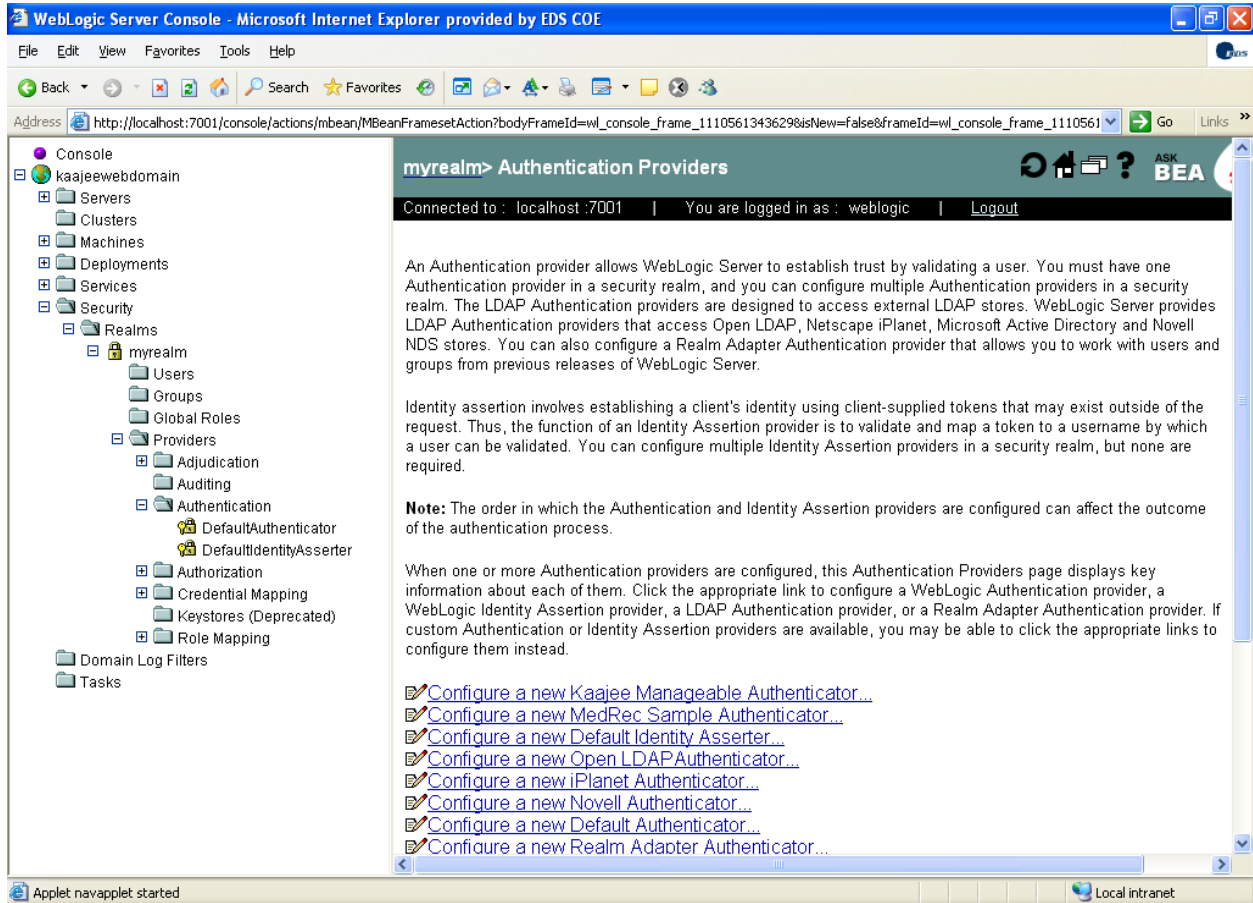 WebLogic Server Console - Microsoft Internet Explorer provided by EDS COE
File Edit View Favorites Tools Help
Back Search Favorites
Address http://localhost:7001/console/actions/mbean/MBeanFramesetAction?bodyFrameId=wl_console_frame_1110561343629&isNew=false&frameId=wl_console_frame_1110561 Go Links »
Console
kaajeewebdomain
Servers
Clusters
Machines
Deployments
Services
Security
Realms
myrealm
Users
Groups
Global Roles
Providers
Adjudication
Auditing
Authentication
DefaultAuthenticator
DefaultIdentityAsserter
Authorization
Credential Mapping
Keystores (Deprecated)
Role Mapping
Domain Log Filters
Tasks
myrealm> Authentication Providers
? ASK
BEA
Connected to : localhost :7001 | You are logged in as : weblogic | Logout
An Authentication provider allows WebLogic Server to establish trust by validating a user. You must have one
Authentication provider in a security realm, and you can configure multiple Authentication providers in a security
realm. The LDAP Authentication providers are designed to access external LDAP stores. WebLogic Server provides
LDAP Authentication providers that access Open LDAP, Netscape iPlanet, Microsoft Active Directory and Novell
NDS stores. You can also configure a Realm Adapter Authentication provider that allows you to work with users and
groups from previous releases of WebLogic Server.
Identity assertion involves establishing a client's identity using client-supplied tokens that may exist outside of the
request. Thus, the function of an Identity Assertion provider is to validate and map a token to a username by which
a user can be validated. You can configure multiple Identity Assertion providers in a security realm, but none are
required.
Note: The order in which the Authentication and Identity Assertion providers are configured can affect the outcome
of the authentication process.
When one or more Authentication providers are configured, this Authentication Providers page displays key
information about each of them. Click the appropriate link to configure a WebLogic Authentication provider, a
WebLogic Identity Assertion provider, a LDAP Authentication provider, or a Realm Adapter Authentication provider. If
custom Authentication or Identity Assertion providers are available, you may be able to click the appropriate links to
configure them instead.
Configure a new Kaajee Manageable Authenticator...
Configure a new MedRec Sample Authenticator...
Configure a new Default Identity Asserter...
Configure a new Open LDAPAuthenticator...
Configure a new iPlanet Authenticator...
Configure a new Novell Authenticator...
Configure a new Default Authenticator...
Configure a new Realm Adapter Authenticator...
Applet navapplet started
Local intranet